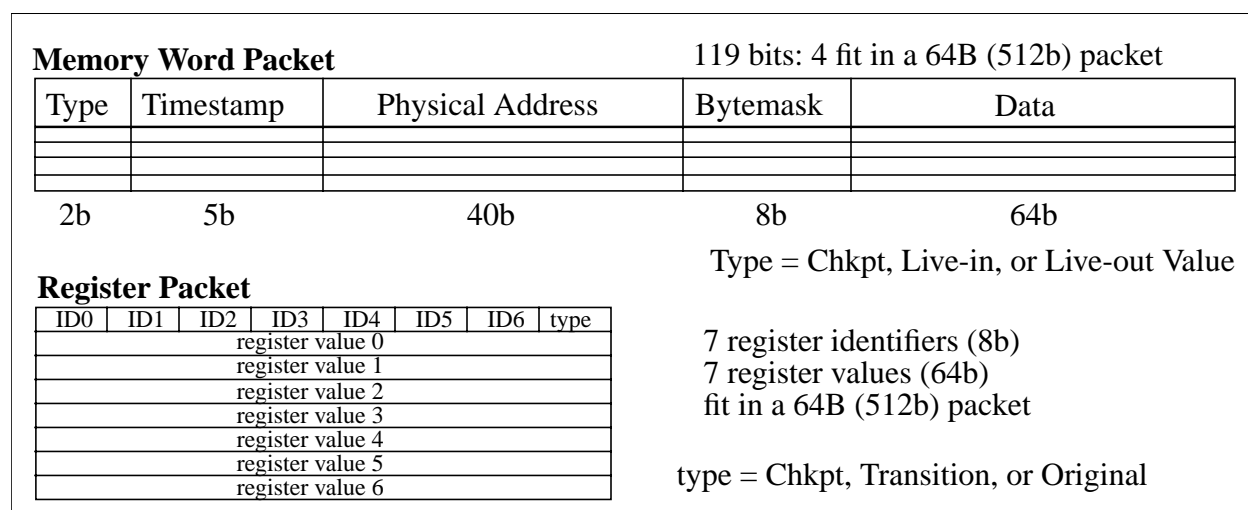 Memory Word Packet
119 bits: 4 fit in a 64B (512b) packet
Type Timestamp Physical Address Bytemask Data
2b 5b 40b 8b 64b
Type = Chkpt, Live-in, or Live-out Value
Register Packet
ID0 ID1 ID2 ID3 ID4 ID5 ID6 type
register value 0
register value 1
register value 2
register value 3
register value 4
register value 5
register value 6
7 register identifiers (8b)
7 register values (64b)
fit in a 64B (512b) packet
type = Chkpt, Transition, or Original